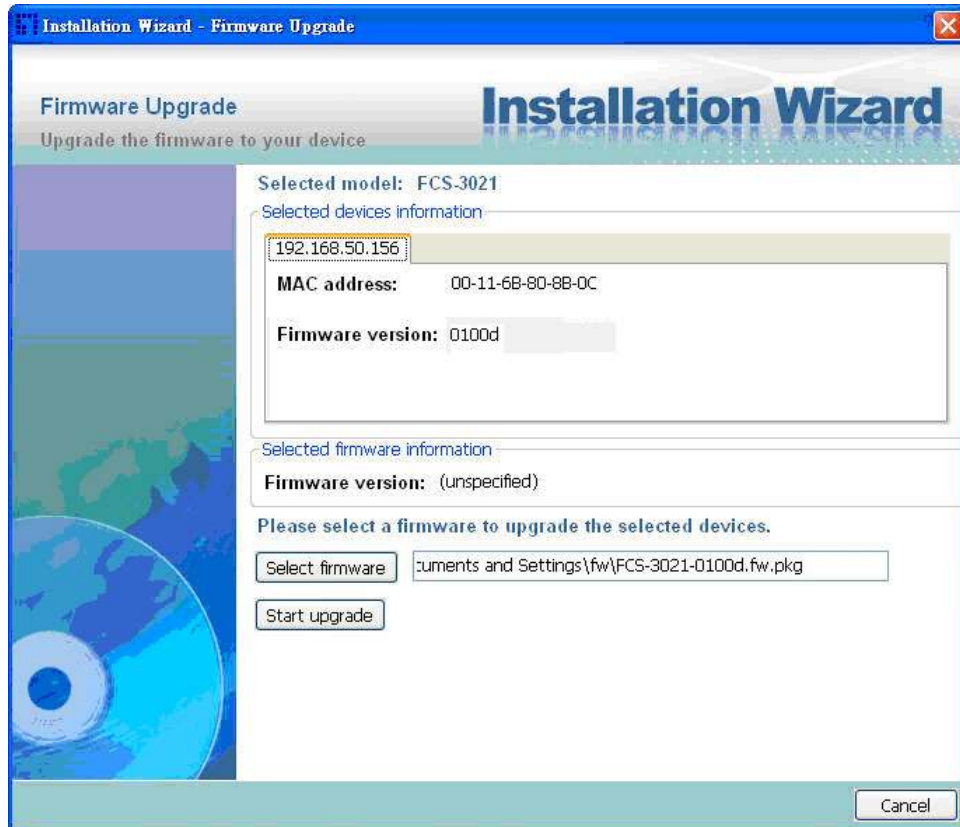 Installation Wizard - Firmware Upgrade
Firmware Upgrade
Installation Wizard
Upgrade the firmware to your device
Selected model: FCS-3021
Selected devices information
192.168.50.156
MAC address: 00-11-6B-80-8B-0C
Firmware version: 0100d
Selected firmware information
Firmware version: (unspecified)
Please select a firmware to upgrade the selected devices.
Select firmware :uments and Settings\fw\FCS-3021-0100d.fw.pkg
Start upgrade
Cancel